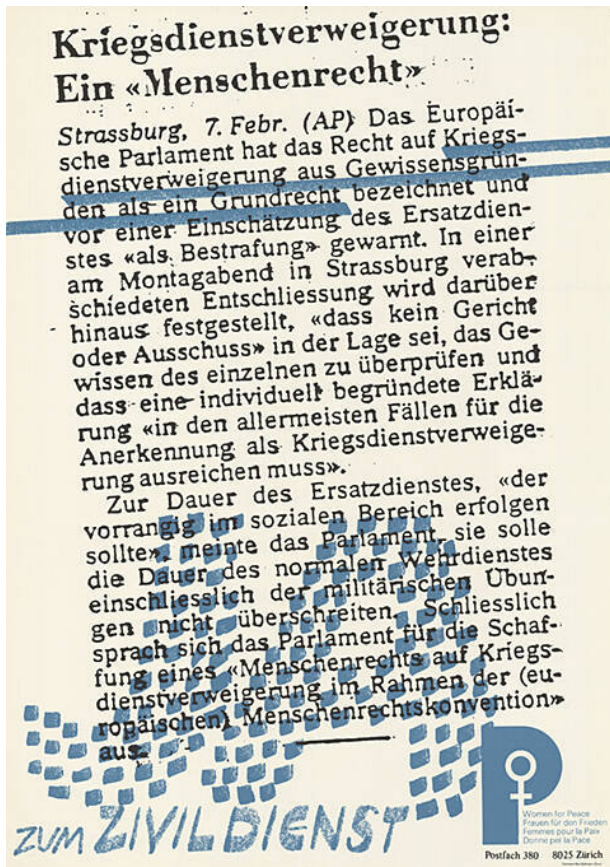 Kriegsdienstverweigerung:
Ein «Menschenrecht»
Strassburg, 7. Febr. (AP) Das Europäi-
sche Parlament hat das Recht auf Kriegs-
dienstverweigerung aus Gewissensgrün-
den als ein Grundrecht bezeichnet und
vor einer Einschätzung des Ersatzdien-
stes «als Bestrafung» gewarnt. In einer
am Montagabend in Strassburg verab-
schiedeten Entschliessung wird darüber
hinaus festgestellt, «dass kein Gericht
oder Ausschuss» in der Lage sei, das Ge-
wissen des einzelnen zu überprüfen und
dass eine individuell begründete Erklä-
rung «in den allermeisten Fällen für die
Anerkennung als Kriegsdienstverweige-
rung ausreichen muss».
Zur Dauer des Ersatzdienstes, «der
vorrangig im sozialen Bereich erfolgen
sollte», meinte das Parlament, sie solle
die Dauer des normalen Wehrdienstes
einschliesslich der militärischen Übun-
gen nicht überschreiten. Schliesslich
sprach sich das Parlament für die Schaf-
fung eines «Menschenrechts auf Kriegs-
dienstverweigerung im Rahmen der (eu-
ropäischen) Menschenrechtskonvention»
aus.
JA
ZUM ZIVILDIENST
P
Women for Peace
Frauen für den Frieden
Femmes pour la Paix
Donne per la Pace
Postfach 380 8025 Zürich